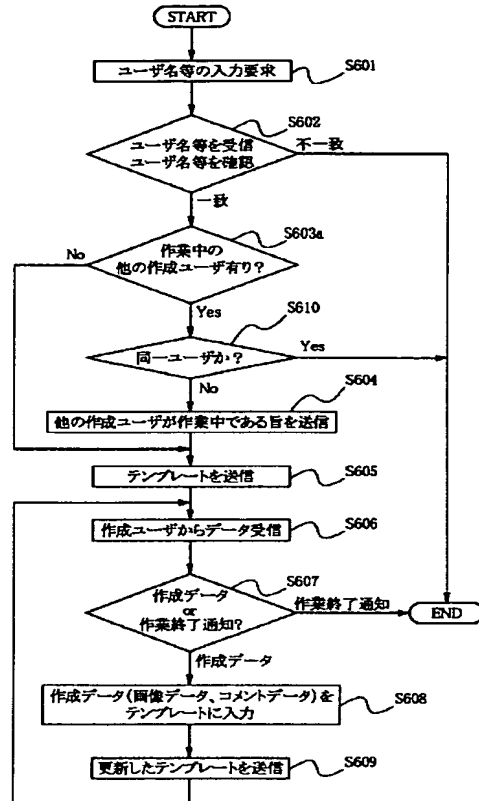 START
ユーザ名等の入力要求
S601
S602
ユーザ名等を受信
ユーザ名等を確認
不一致
一致
S603a
作業中の
他の作成ユーザ有り？
No
Yes
S610
同一ユーザか？
Yes
No
S604
他の作成ユーザが作業中である旨を送信
テンプレートを送信
S605
作成ユーザからデータ受信
S606
S607
作成データ
or
作業終了通知？
作業終了通知
END
作成データ
作成データ(画像データ、コメントデータ)を
テンプレートに入力
S608
更新したテンプレートを送信
S609